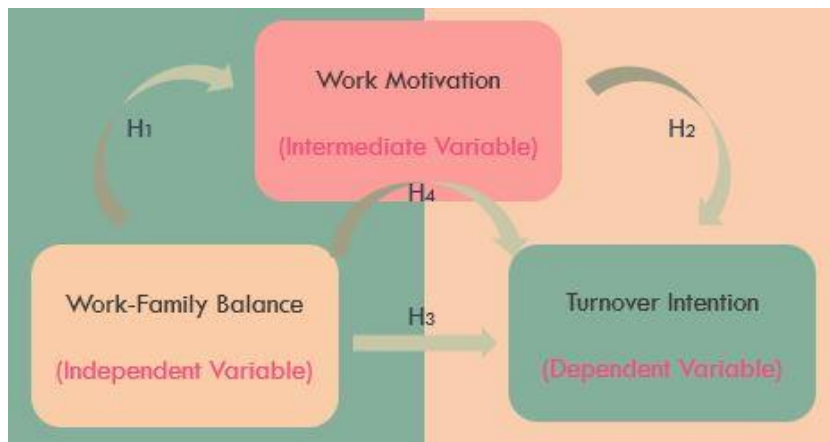 Work Motivation
(Intermediate Variable)
H1
H2
H4
Work-Family Balance
(Independent Variable)
H3
Turnover Intention
(Dependent Variable)